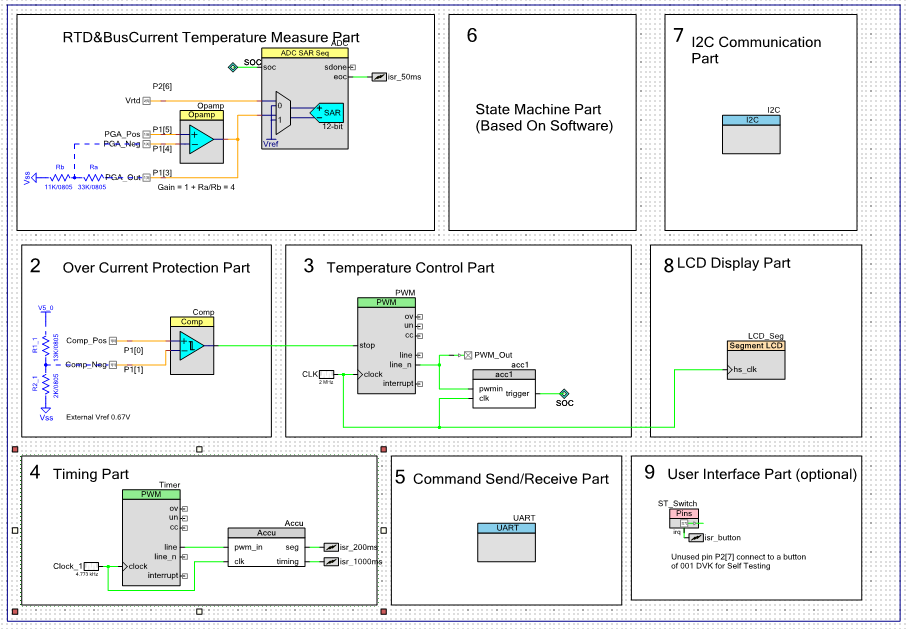 RTD&BusCurrent Temperature Measure Part
ADC
ADC SAR Seq
SOC
soc
sdone
eoc
isr_50ms
P2[6]
Vrtd
0
1
SAR
12-bit
Vref
Opamp
Opamp
PGA_Pos
P1[5]
PGA_Neg
P1[4]
PGA_Out
P1[3]
Vss
Rb
11K/0805
Ra
33K/0805
Gain = 1 + Ra/Rb = 4
6
State Machine Part
(Based On Software)
7
I2C Communication
Part
I2C
I2C
2
Over Current Protection Part
V5_0
R1_1
13K/0805
R2_1
2K/0805
Vss
Comp_Pos
P1[0]
Comp_Neg
P1[1]
Comp
Comp
External Vref 0.67V
3
Temperature Control Part
PWM
PWM
ov
un
cc
stop
line
line_n
clock
interrupt
CLK
2 MHz
PWM_Out
acc1
acc1
pwmin
clk
trigger
SOC
8
LCD Display Part
LCD_Seg
Segment LCD
hs_clk
4
Timing Part
Timer
PWM
ov
un
cc
line
line_n
clock
interrupt
Clock_1
4.773 kHz
Accu
Accu
pwm_in
seg
clk
timing
isr_200ms
isr_1000ms
5
Command Send/Receive Part
UART
UART
9
User Interface Part (optional)
ST_Switch
Pins
irq
isr_button
Unused pin P2[7] connect to a button
of 001 DVK for Self Testing